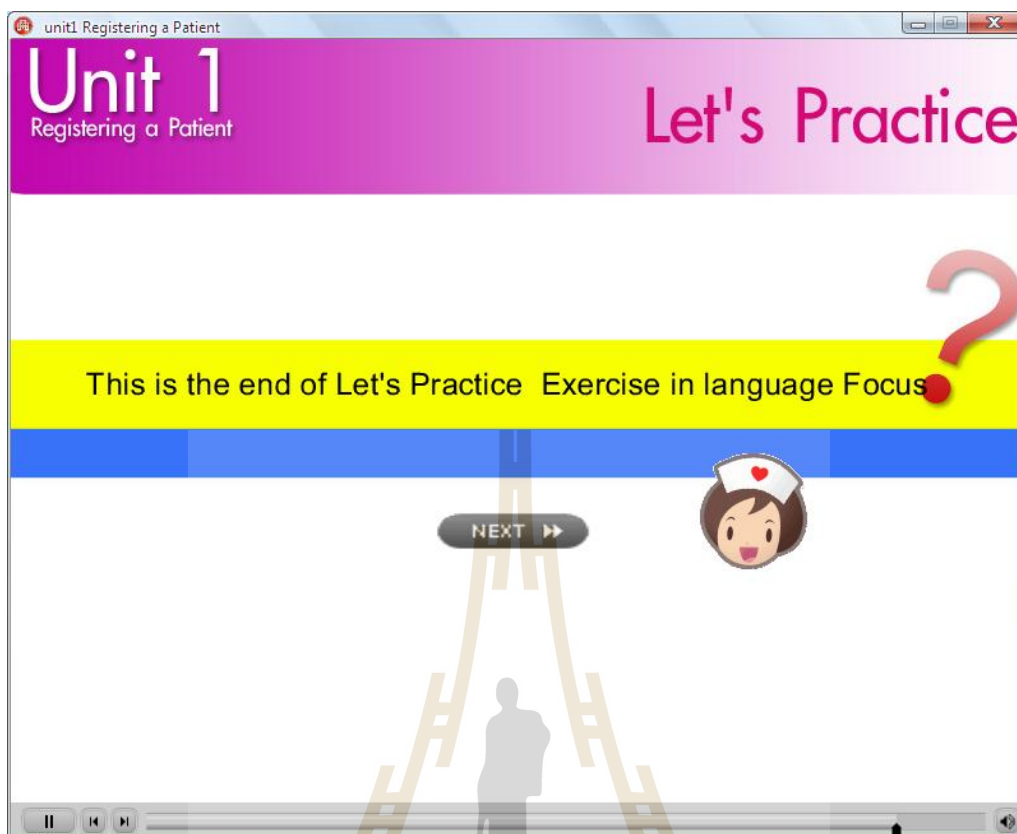 unit1 Registering a Patient
Unit 1
Registering a Patient
Let's Practice
?
This is the end of Let's Practice  Exercise in language Focus
NEXT